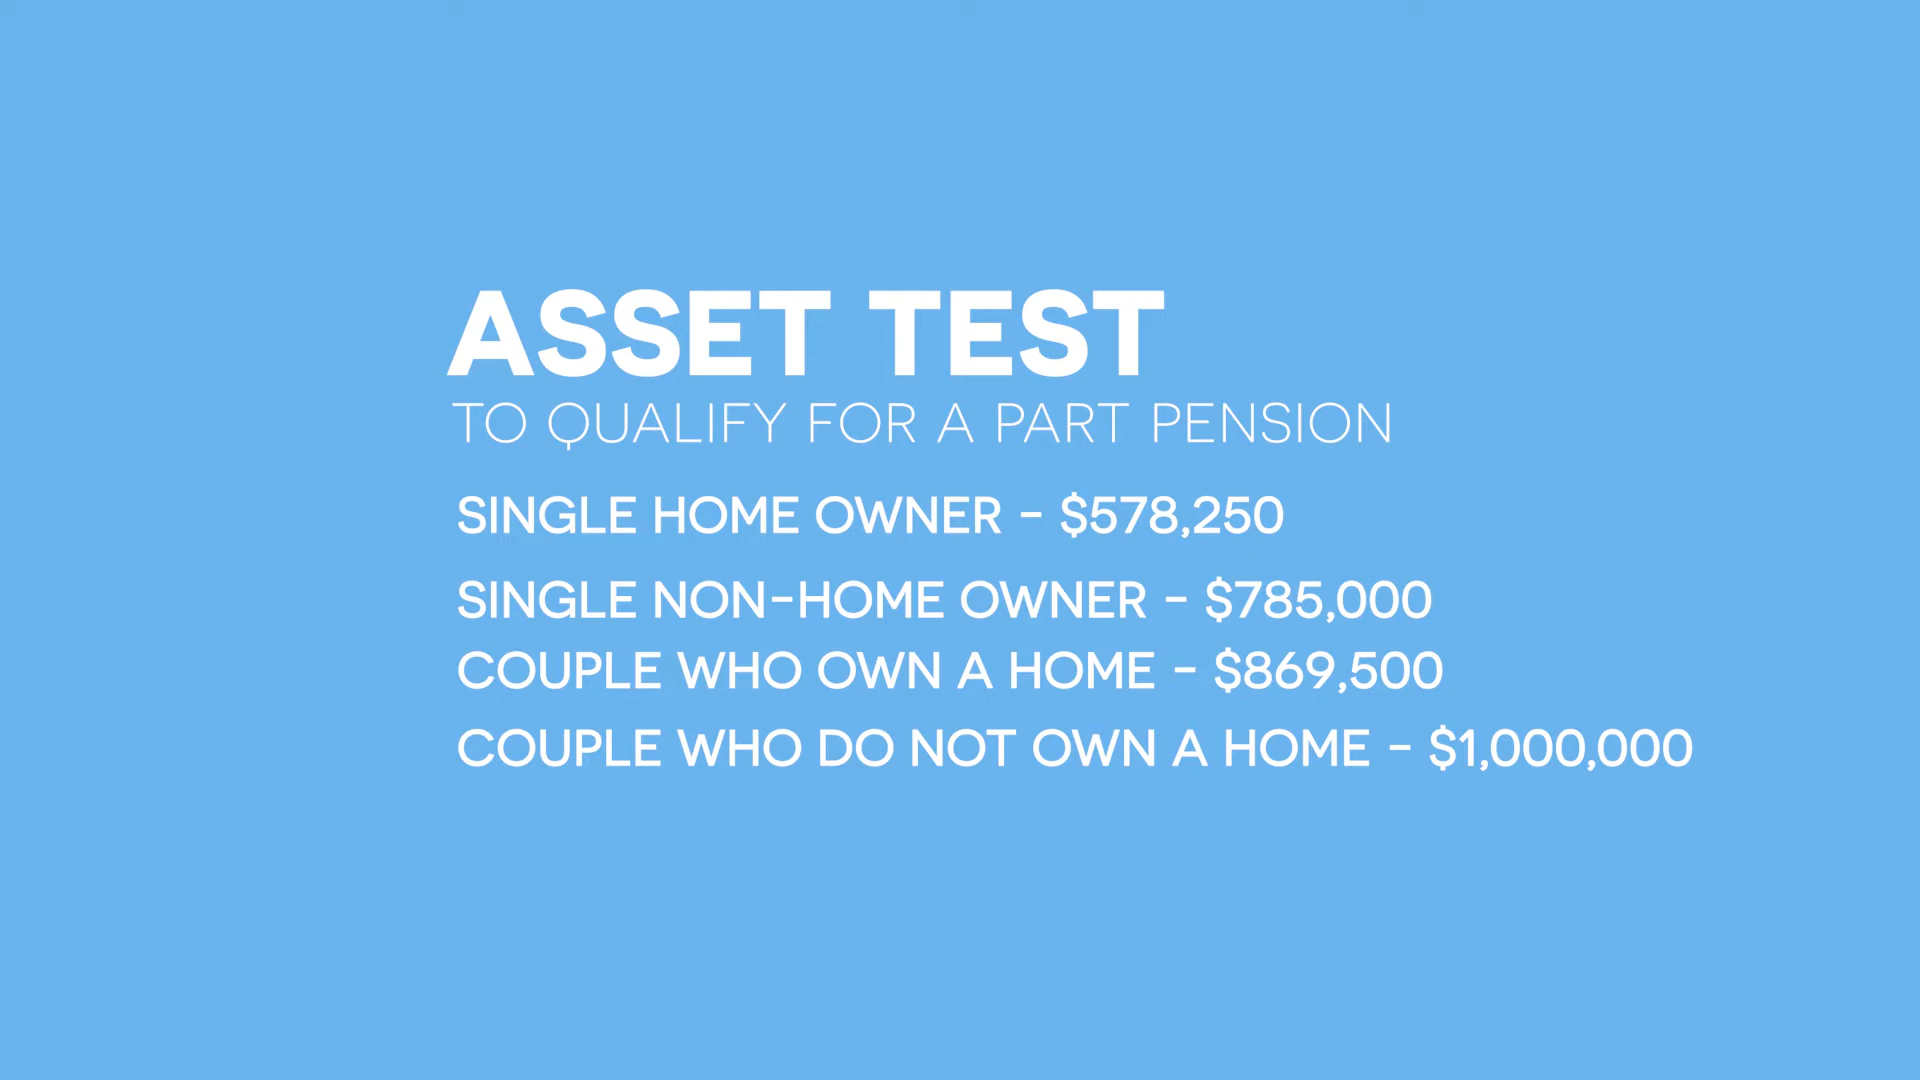 ASSET TEST
TO QUALIFY FOR A PART PENSION
SINGLE HOME OWNER - $578,250
SINGLE NON-HOME OWNER - $785,000
COUPLE WHO OWN A HOME - $869,500
COUPLE WHO DO NOT OWN A HOME - $1,000,000